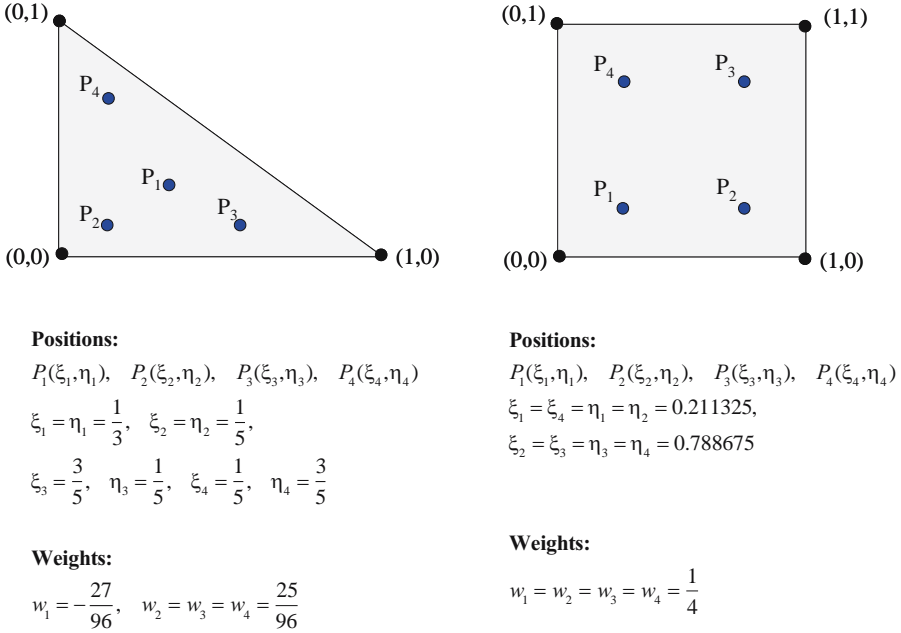 (0,1)
P4
P1
P2
P3
(0,0)
(1,0)
(0,1)
(1,1)
P4
P3
P1
P2
(0,0)
(1,0)
Positions:
P₁(ξ₁,η₁), P₂(ξ₂,η₂), P₃(ξ₃,η₃), P₄(ξ₄,η₄)
ξ₁ = η₁ = 1/3, ξ₂ = η₂ = 1/5,
ξ₃ = 3/5, η₃ = 1/5, ξ₄ = 1/5, η₄ = 3/5
Weights:
w₁ = −27/96, w₂ = w₃ = w₄ = 25/96
Positions:
P₁(ξ₁,η₁), P₂(ξ₂,η₂), P₃(ξ₃,η₃), P₄(ξ₄,η₄)
ξ₁ = ξ₄ = η₁ = η₂ = 0.211325,
ξ₂ = ξ₃ = η₃ = η₄ = 0.788675
Weights:
w₁ = w₂ = w₃ = w₄ = 1/4